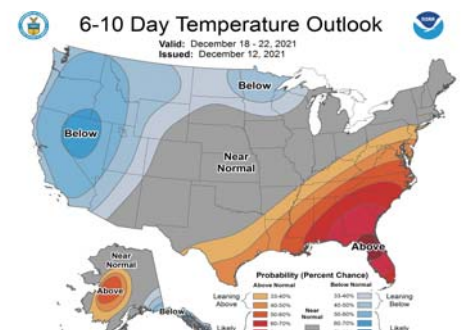 6-10 Day Temperature Outlook
Valid: December 18 - 22, 2021
Issued: December 12, 2021
NOAA
Below
Below
Near
Normal
Above
Near
Normal
Above
Below
Probability (Percent Chance)
Above Normal
Below Normal
Leaning
Above
33-40%
40-50%
50-60%
60-70%
Near
Normal
33-40%
40-50%
50-60%
60-70%
Leaning
Below
Likely
Likely